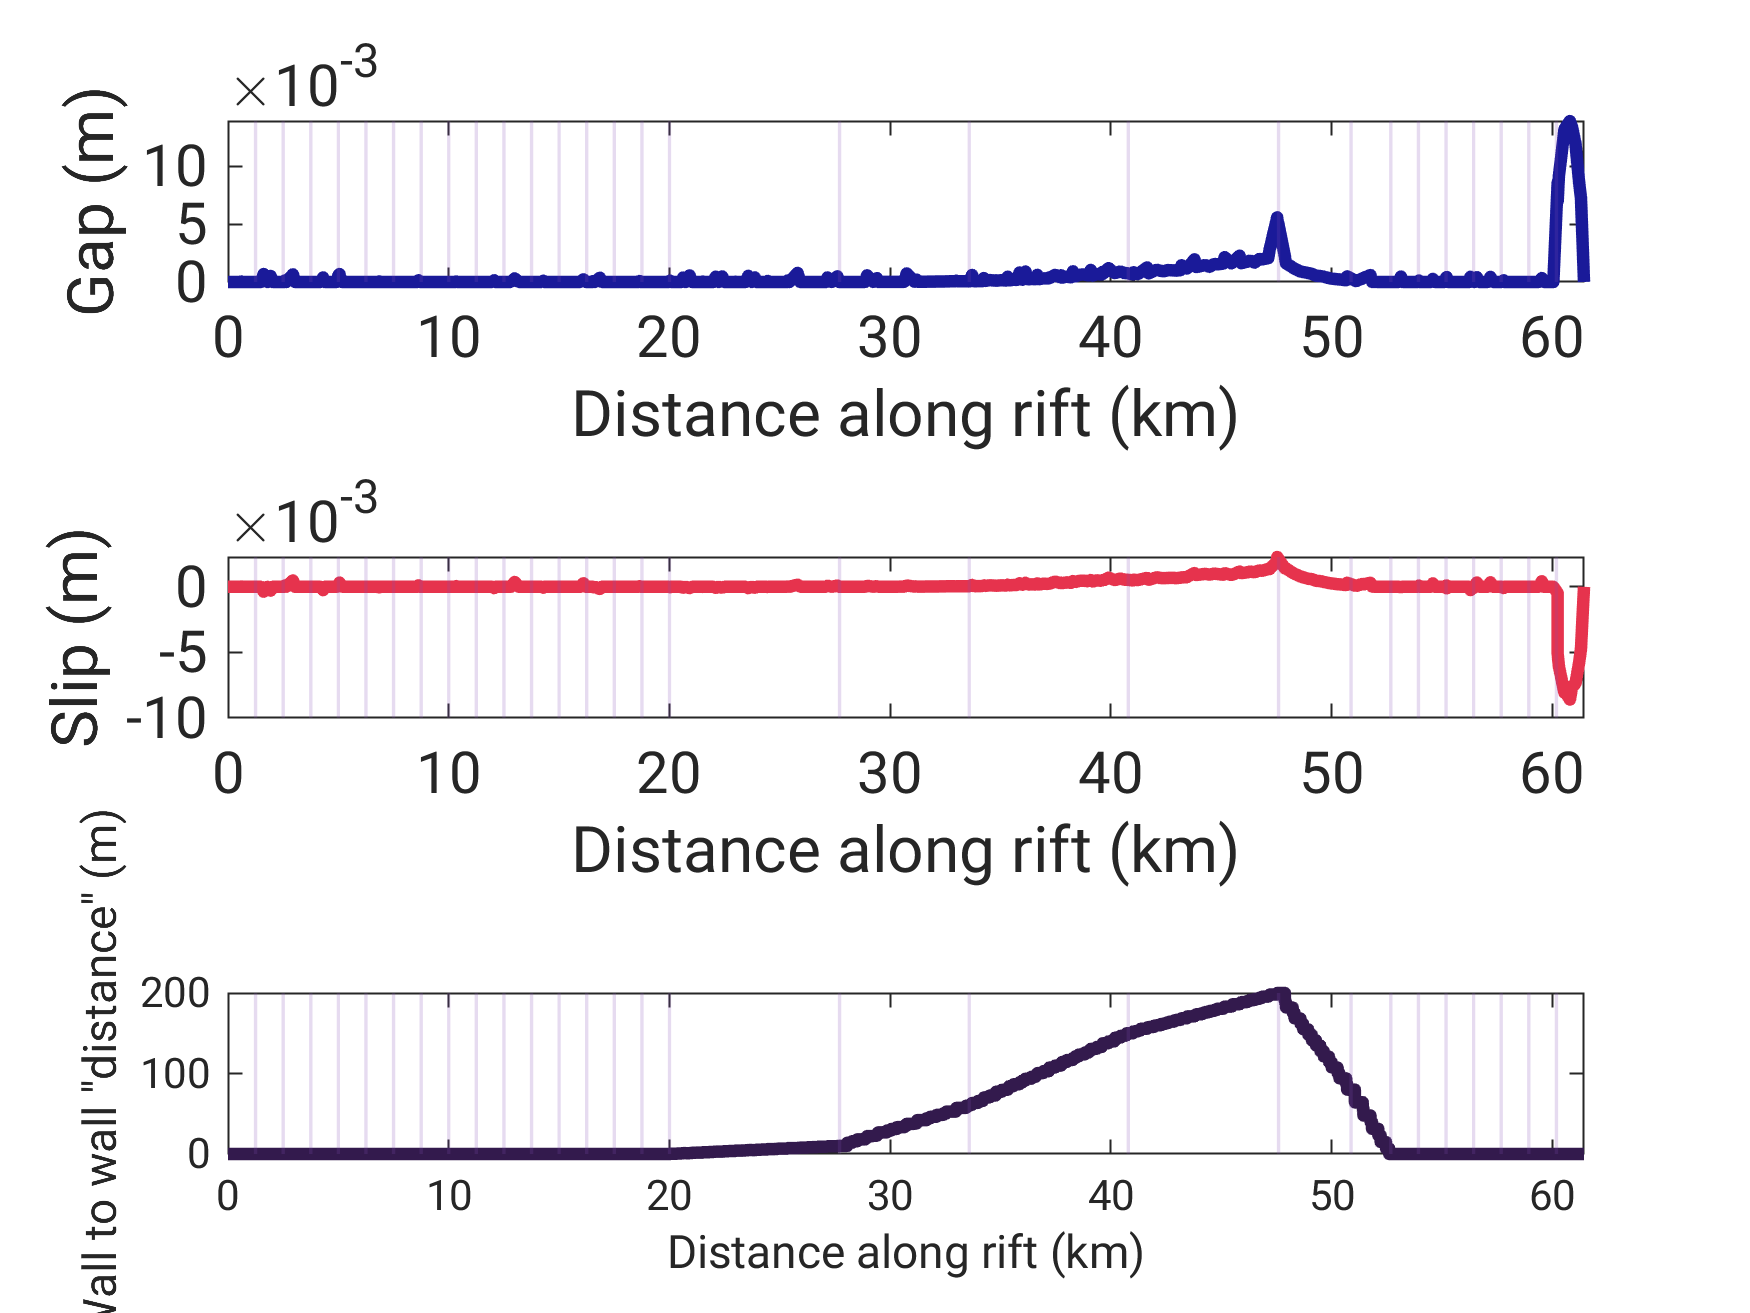 ×10-3
Gap (m)
10
5
0
0 10 20 30 40 50 60
Distance along rift (km)
×10-3
Slip (m)
0
-5
-10
0 10 20 30 40 50 60
Distance along rift (km)
Wall to wall "distance" (m)
200
100
0
0 10 20 30 40 50 60
Distance along rift (km)